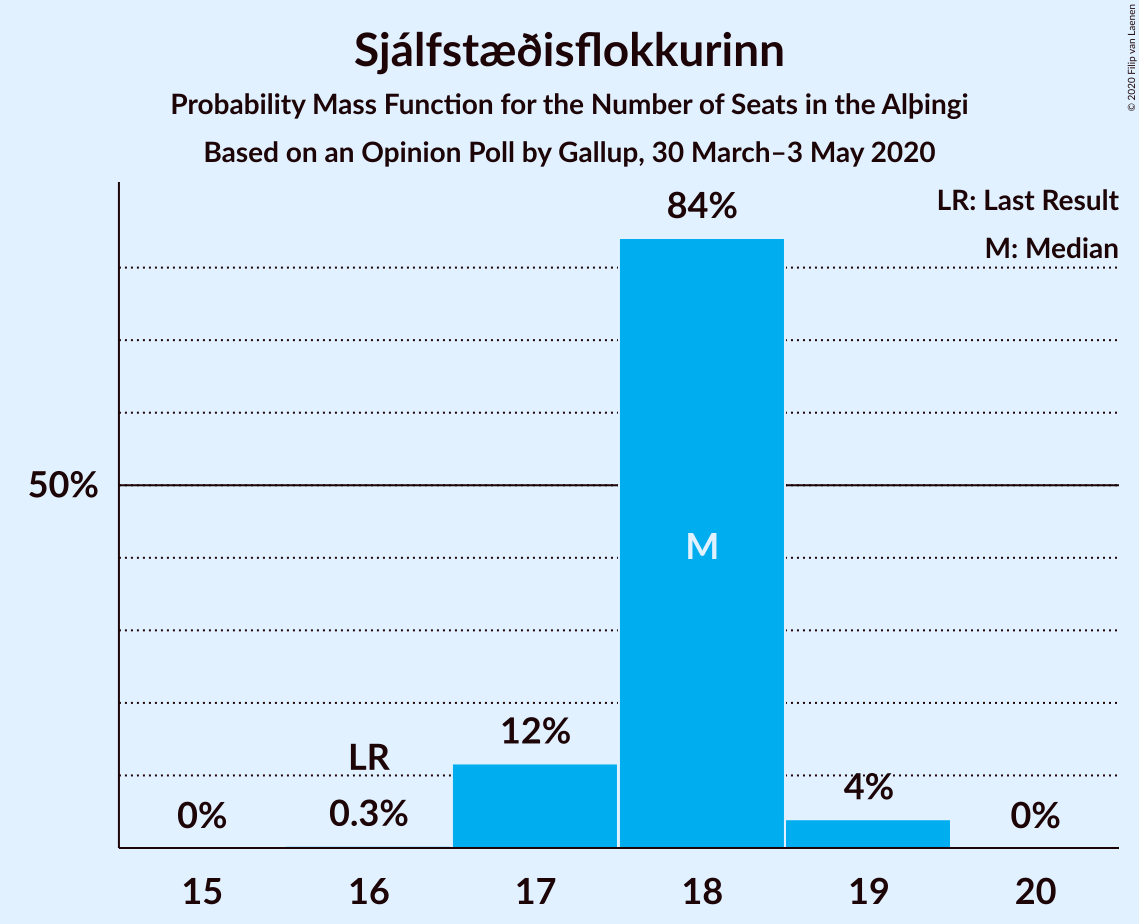 Sjálfstæðisflokkurinn
Probability Mass Function for the Number of Seats in the Alþingi
Based on an Opinion Poll by Gallup, 30 March–3 May 2020
© 2020 Filip van Laenen
LR: Last Result
M: Median
84%
50%
M
12%
LR
4%
0%
0.3%
0%
15
16
17
18
19
20